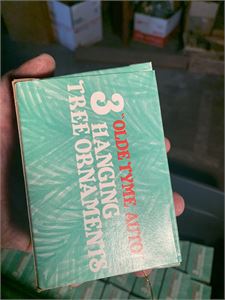 "OLDE TYME AUTO"
3 HANGING
TREE ORNAMENTS